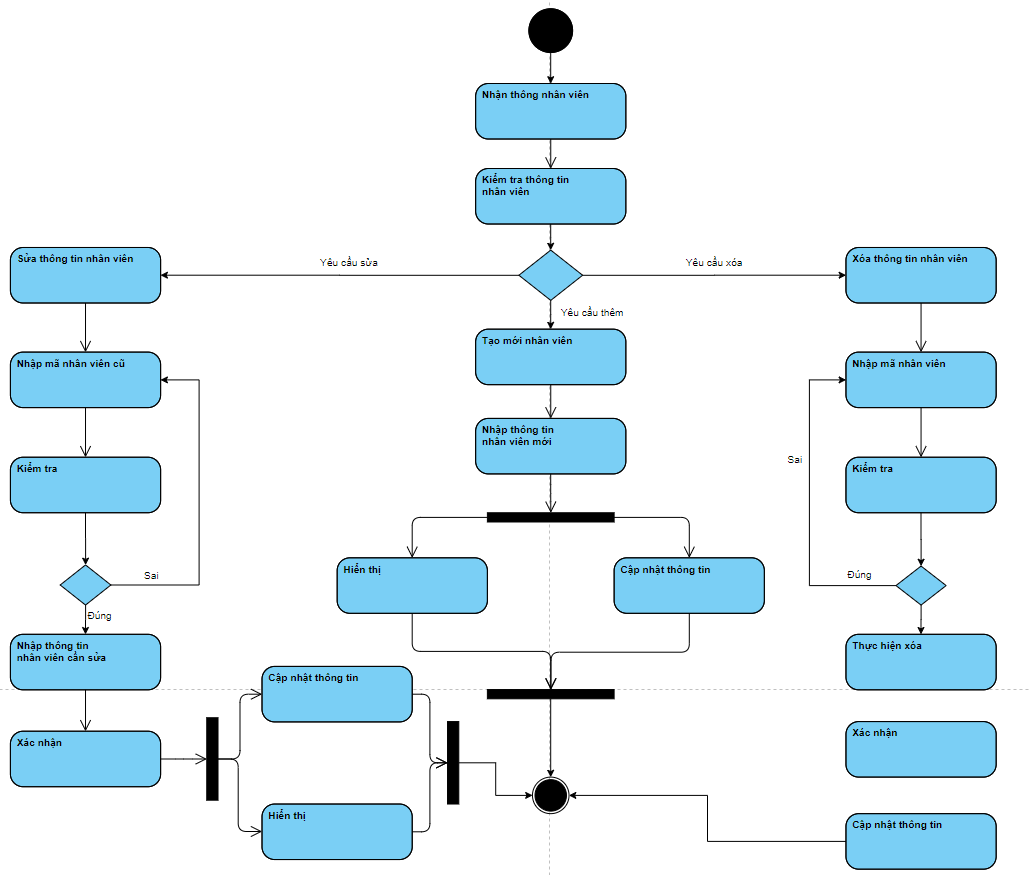 Nhận thông nhân viên
Kiểm tra thông tin
nhân viên
Yêu cầu sửa
Yêu cầu xóa
Yêu cầu thêm
Sửa thông tin nhân viên
Nhập mã nhân viên cũ
Kiểm tra
Sai
Đúng
Nhập thông tin
nhân viên cần sửa
Xác nhận
Cập nhật thông tin
Hiển thị
Tạo mới nhân viên
Nhập thông tin
nhân viên mới
Hiển thị
Cập nhật thông tin
Xóa thông tin nhân viên
Nhập mã nhân viên
Sai
Kiểm tra
Đúng
Thực hiện xóa
Xác nhận
Cập nhật thông tin